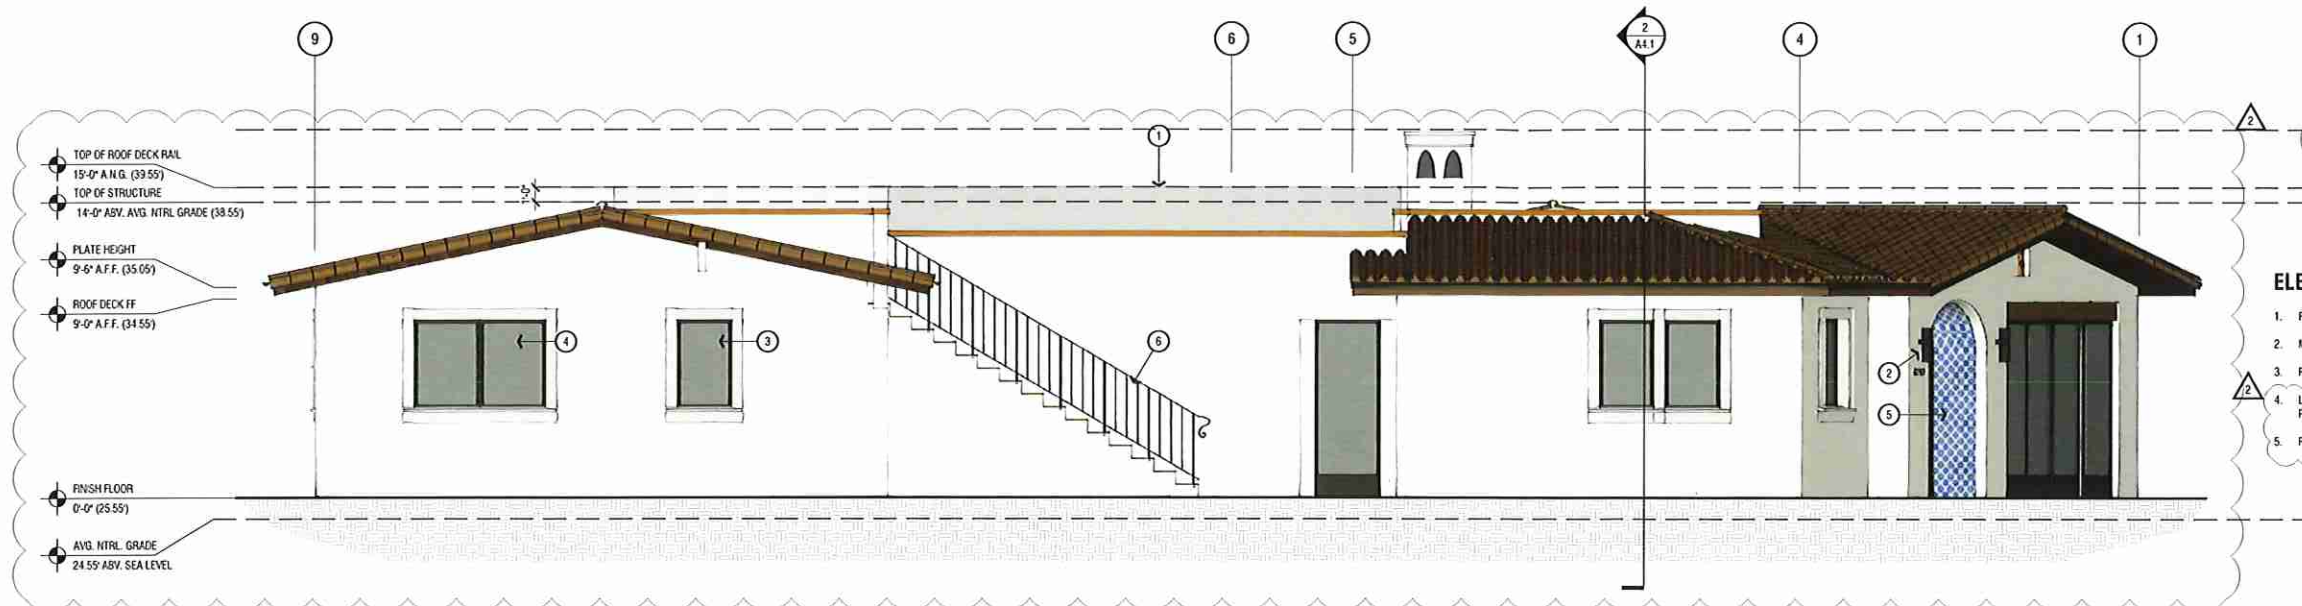 9
6
5
2
A4.1
4
1
2
1
TOP OF ROOF DECK RAIL
15'-0" A.N.G. (39.55')
TOP OF STRUCTURE
14'-0" ABV. AVG. NTRL GRADE (38.55')
1'-0"
PLATE HEIGHT
9'-6" A.F.F. (35.05')
ROOF DECK FF
9'-0" A.F.F. (34.55')
4
3
6
2
5
FINISH FLOOR
0'-0" (25.55')
AVG. NTRL. GRADE
24.55' ABV. SEA LEVEL
ELE
1.
2.
3.
2
4.
5.